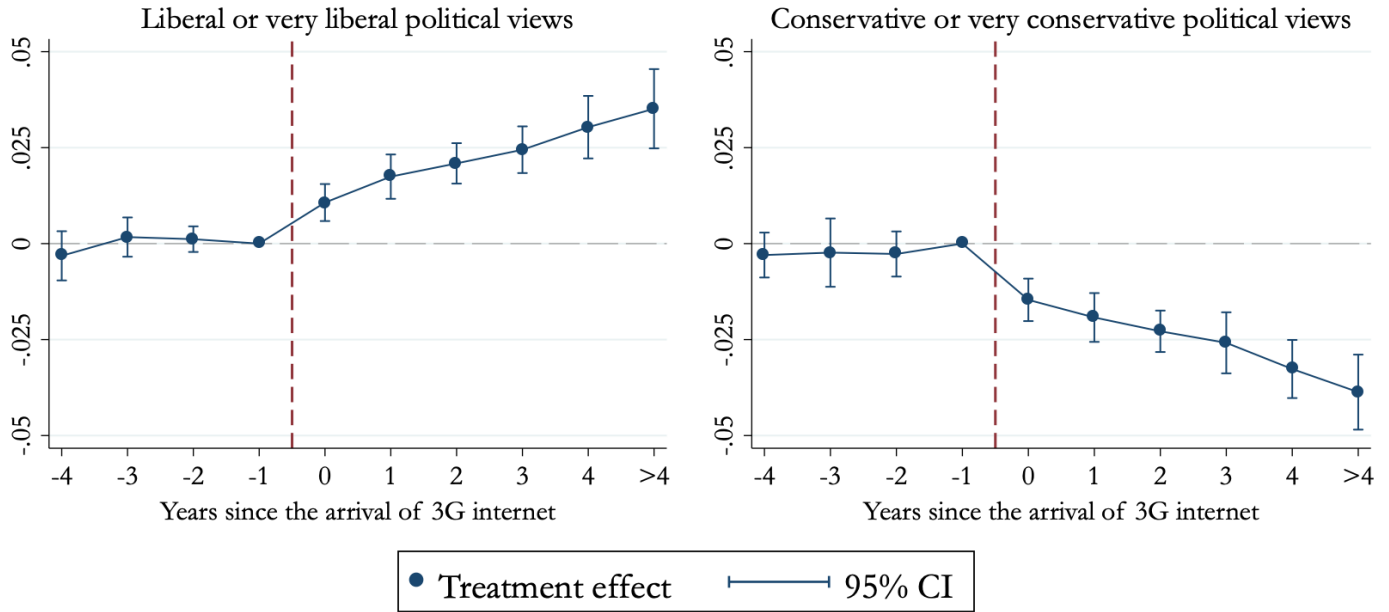 Liberal or very liberal political views
.05
.025
0
-.025
-.05
-4 -3 -2 -1 0 1 2 3 4 >4
Years since the arrival of 3G internet
Conservative or very conservative political views
.05
.025
0
-.025
-.05
-4 -3 -2 -1 0 1 2 3 4 >4
Years since the arrival of 3G internet
Treatment effect 95% CI